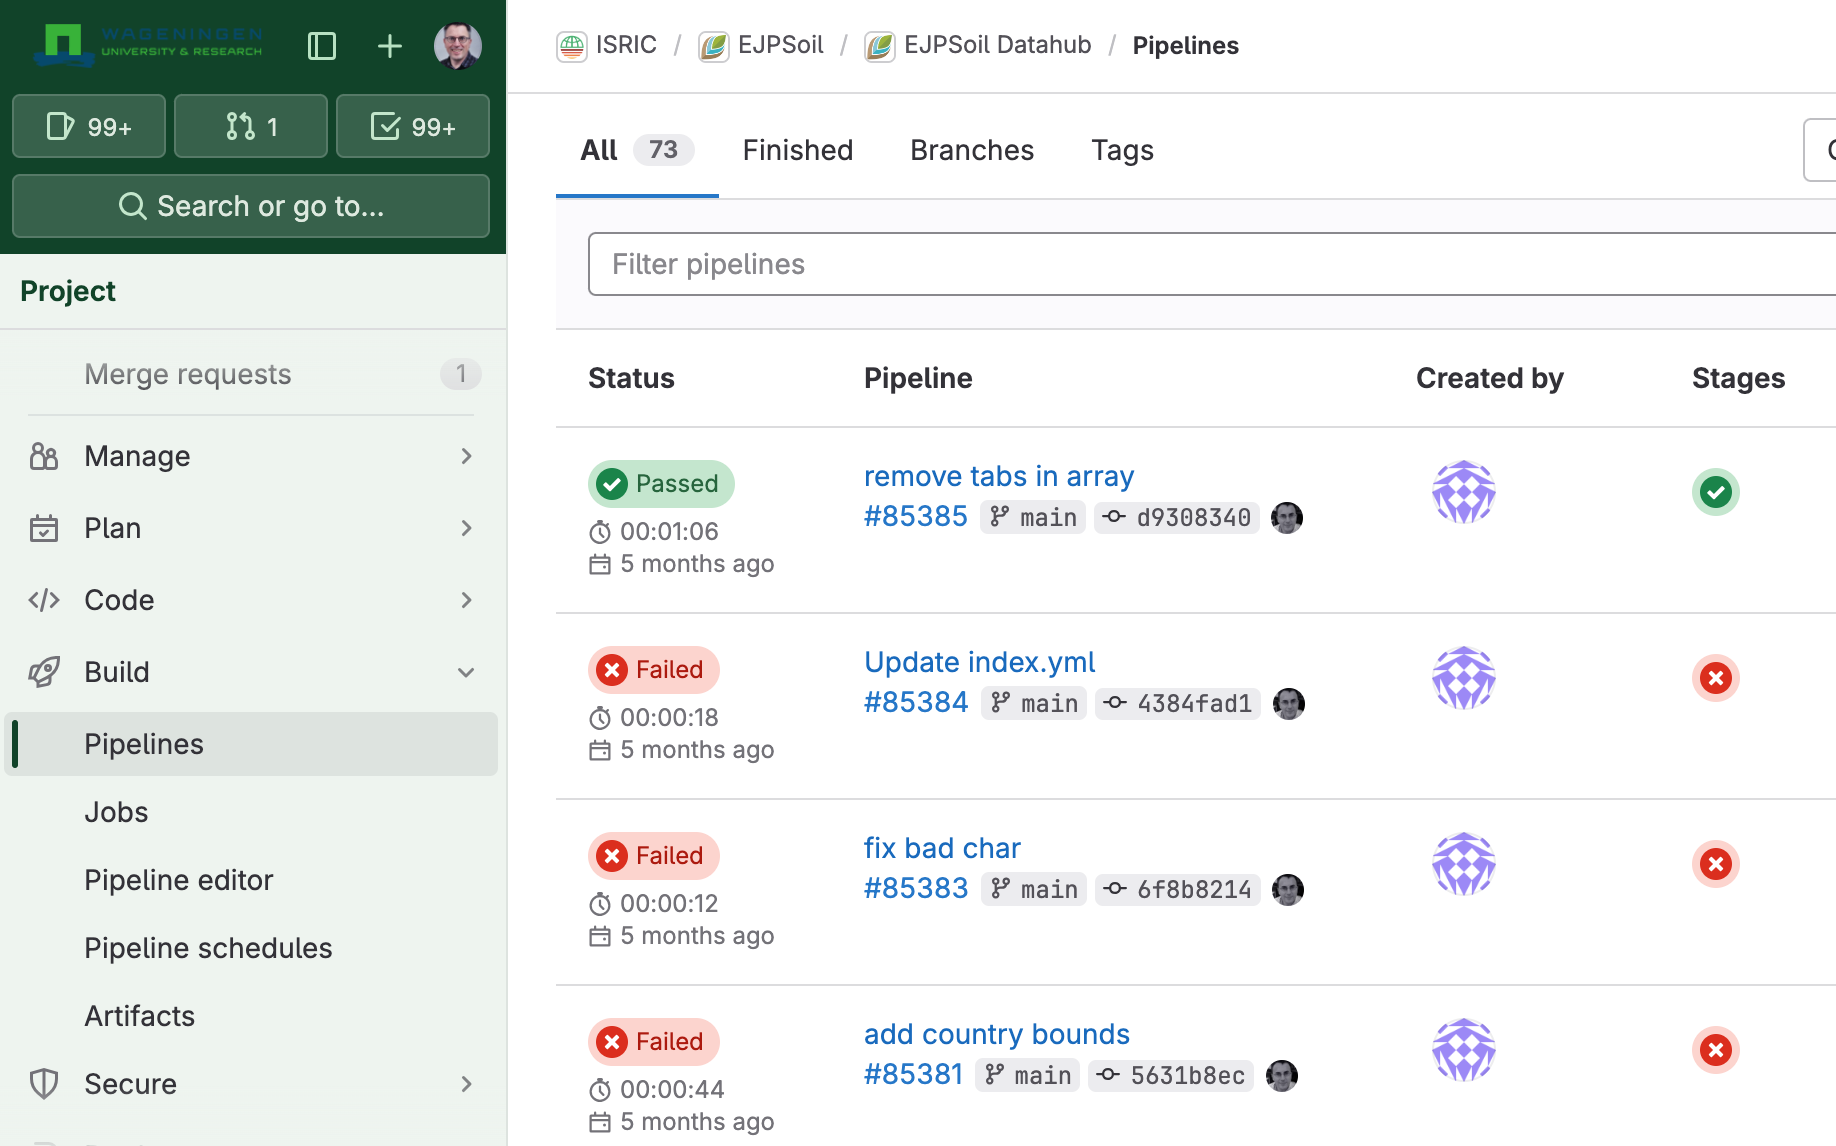 WAGENINGEN
UNIVERSITY & RESEARCH
99+
1
99+
Search or go to...
Project
Merge requests 1
Manage
Plan
Code
Build
Pipelines
Jobs
Pipeline editor
Pipeline schedules
Artifacts
Secure
ISRIC / EJPSoil / EJPSoil Datahub / Pipelines
All 73 Finished Branches Tags
Filter pipelines
Status Pipeline Created by Stages
Passed
00:01:06
5 months ago
remove tabs in array
#85385 main d9308340
Failed
00:00:18
5 months ago
Update index.yml
#85384 main 4384fad1
Failed
00:00:12
5 months ago
fix bad char
#85383 main 6f8b8214
Failed
00:00:44
5 months ago
add country bounds
#85381 main 5631b8ec